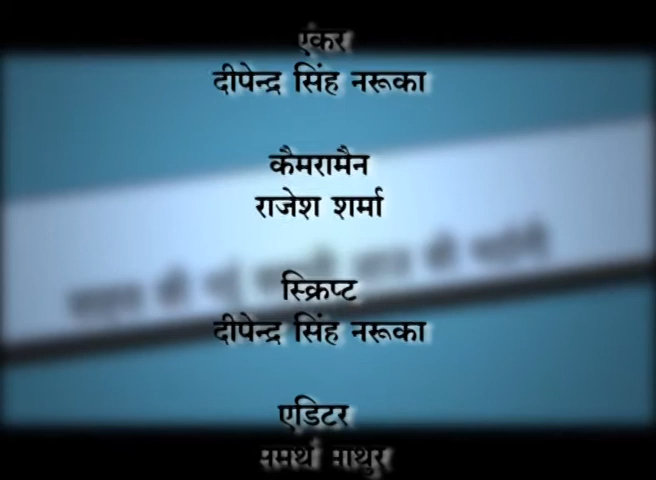 एंकर
दीपेन्द्र सिंह नरूका
कैमरामैन
राजेश शर्मा
स्क्रिप्ट
दीपेन्द्र सिंह नरूका
एडिटर
समर्थ माथुर